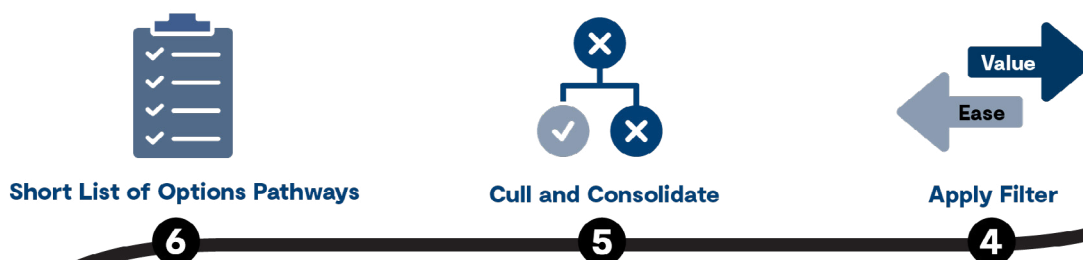 Value
Ease
Short List of Options Pathways
Cull and Consolidate
Apply Filter
6
5
4